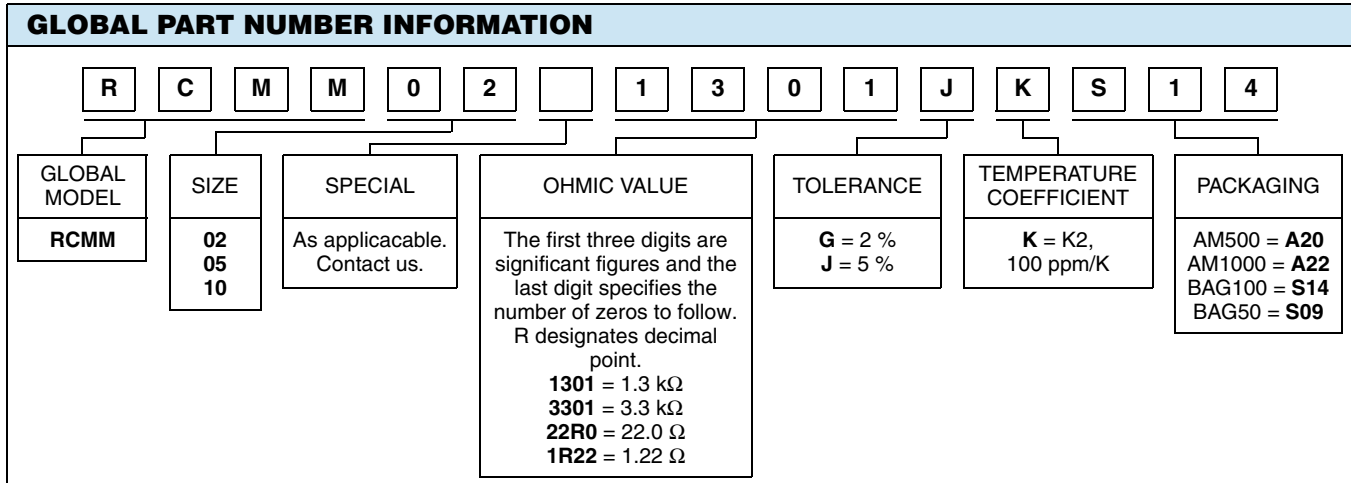 GLOBAL PART NUMBER INFORMATION
R C M M 0 2 1 3 0 1 J K S 1 4
GLOBAL
MODEL
RCMM
SIZE
02
05
10
SPECIAL
As applicacable.
Contact us.
OHMIC VALUE
The first three digits are
significant figures and the
last digit specifies the
number of zeros to follow.
R designates decimal
point.
1301 = 1.3 kΩ
3301 = 3.3 kΩ
22R0 = 22.0 Ω
1R22 = 1.22 Ω
TOLERANCE
G = 2 %
J = 5 %
TEMPERATURE
COEFFICIENT
K = K2,
100 ppm/K
PACKAGING
AM500 = A20
AM1000 = A22
BAG100 = S14
BAG50 = S09